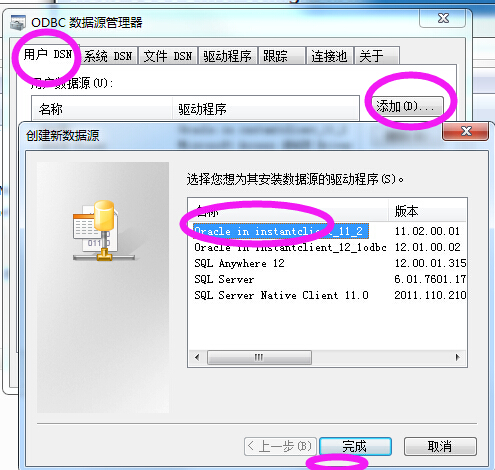 ODBC 数据源管理器
用户 DSN 系统 DSN 文件 DSN 驱动程序 跟踪 连接池 关于
用户数据源(U):
名称 驱动程序
添加(D)...
创建新数据源
选择您想为其安装数据源的驱动程序(S)。
名称 版本
Oracle in instantclient_11_2 11.02.00.01
Oracle in instantclient_12_1odbc 12.01.00.02
SQL Anywhere 12 12.00.01.315
SQL Server 6.01.7601.17
SQL Server Native Client 11.0 2011.110.210
< 上一步(B) 完成 取消